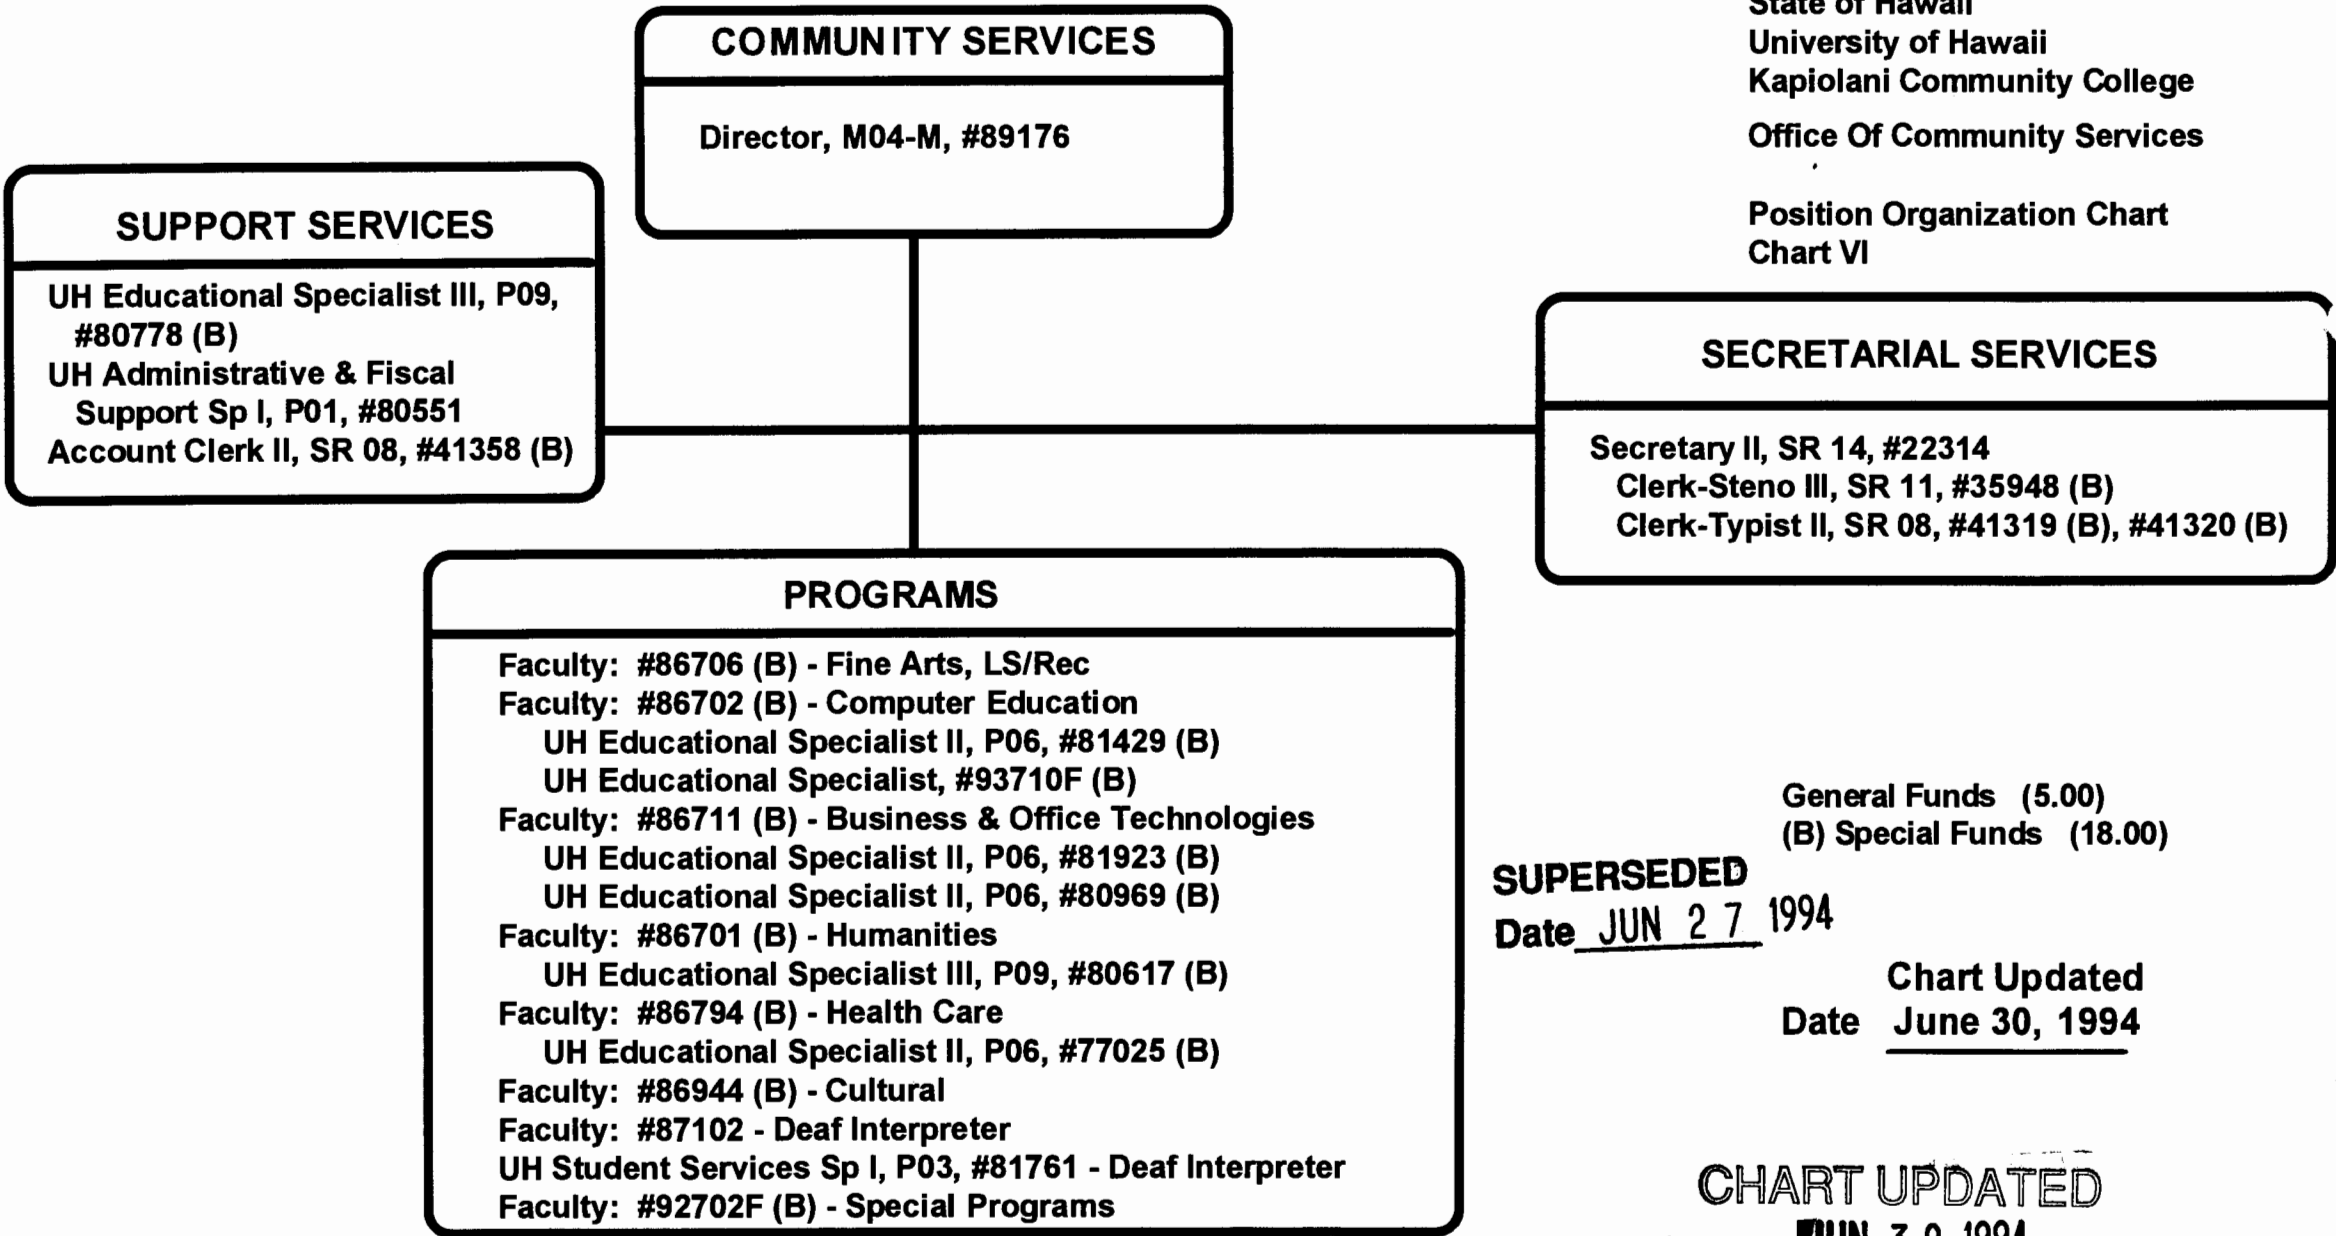 State of Hawaii
University of Hawaii
Kapiolani Community College
Office Of Community Services
Position Organization Chart
Chart VI
COMMUNITY SERVICES
Director, M04-M, #89176
SUPPORT SERVICES
UH Educational Specialist III, P09,
#80778 (B)
UH Administrative & Fiscal
Support Sp I, P01, #80551
Account Clerk II, SR 08, #41358 (B)
SECRETARIAL SERVICES
Secretary II, SR 14, #22314
Clerk-Steno III, SR 11, #35948 (B)
Clerk-Typist II, SR 08, #41319 (B), #41320 (B)
PROGRAMS
Faculty: #86706 (B) - Fine Arts, LS/Rec
Faculty: #86702 (B) - Computer Education
UH Educational Specialist II, P06, #81429 (B)
UH Educational Specialist, #93710F (B)
Faculty: #86711 (B) - Business & Office Technologies
UH Educational Specialist II, P06, #81923 (B)
UH Educational Specialist II, P06, #80969 (B)
Faculty: #86701 (B) - Humanities
UH Educational Specialist III, P09, #80617 (B)
Faculty: #86794 (B) - Health Care
UH Educational Specialist II, P06, #77025 (B)
Faculty: #86944 (B) - Cultural
Faculty: #87102 - Deaf Interpreter
UH Student Services Sp I, P03, #81761 - Deaf Interpreter
Faculty: #92702F (B) - Special Programs
General Funds (5.00)
(B) Special Funds (18.00)
SUPERSEDED
Date JUN 27 1994
Chart Updated
Date June 30, 1994
CHART UPDATED
JUN 30 1994